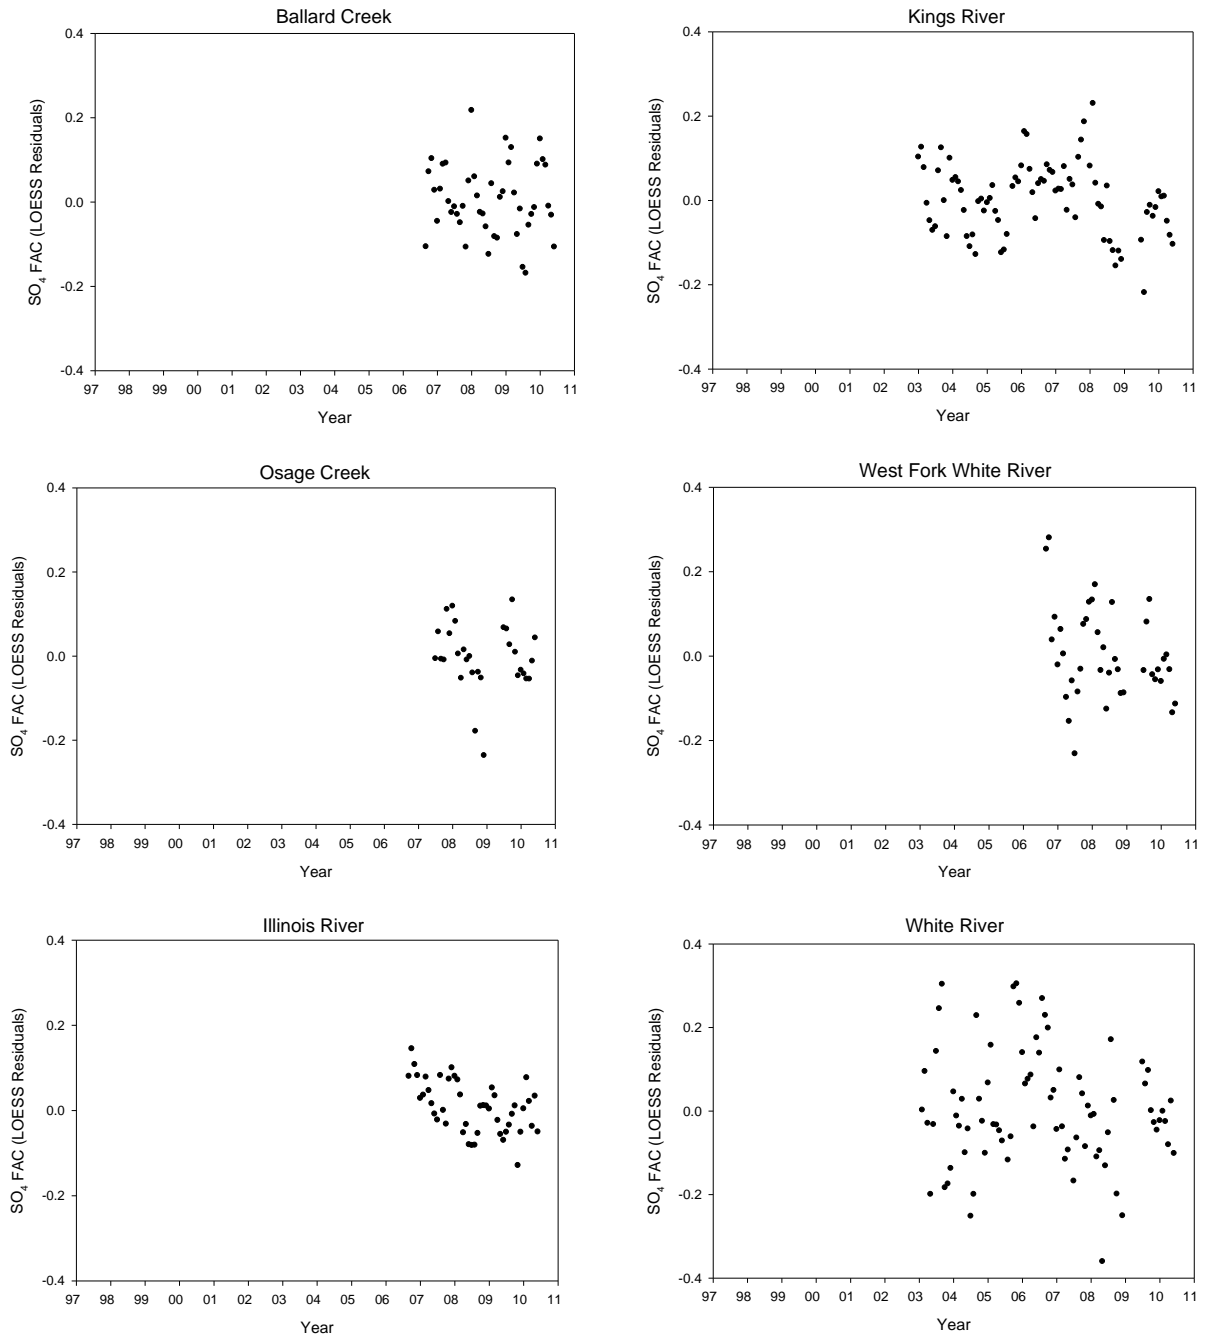 Ballard Creek
0.4
0.2
0.0
-0.2
-0.4
SO4 FAC (LOESS Residuals)
97 98 99 00 01 02 03 04 05 06 07 08 09 10 11
Year
Kings River
0.4
0.2
0.0
-0.2
-0.4
SO4 FAC (LOESS Residuals)
97 98 99 00 01 02 03 04 05 06 07 08 09 10 11
Year
Osage Creek
0.4
0.2
0.0
-0.2
-0.4
SO4 FAC (LOESS Residuals)
97 98 99 00 01 02 03 04 05 06 07 08 09 10 11
Year
West Fork White River
0.4
0.2
0.0
-0.2
-0.4
SO4 FAC (LOESS Residuals)
97 98 99 00 01 02 03 04 05 06 07 08 09 10 11
Year
Illinois River
0.4
0.2
0.0
-0.2
-0.4
SO4 FAC (LOESS Residuals)
97 98 99 00 01 02 03 04 05 06 07 08 09 10 11
Year
White River
0.4
0.2
0.0
-0.2
-0.4
SO4 FAC (LOESS Residuals)
97 98 99 00 01 02 03 04 05 06 07 08 09 10 11
Year